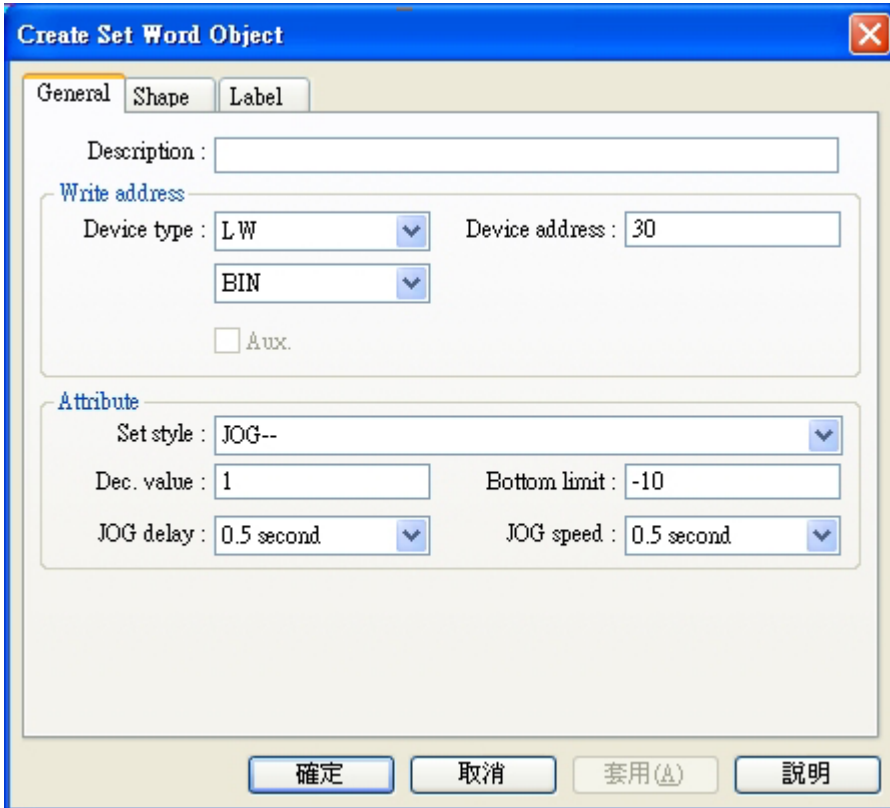 Create Set Word Object
General Shape Label
Description :
Write address
Device type : LW Device address : 30
BIN
Aux.
Attribute
Set style : JOG--
Dec. value : 1 Bottom limit : -10
JOG delay : 0.5 second JOG speed : 0.5 second
確定 取消 套用(A) 說明